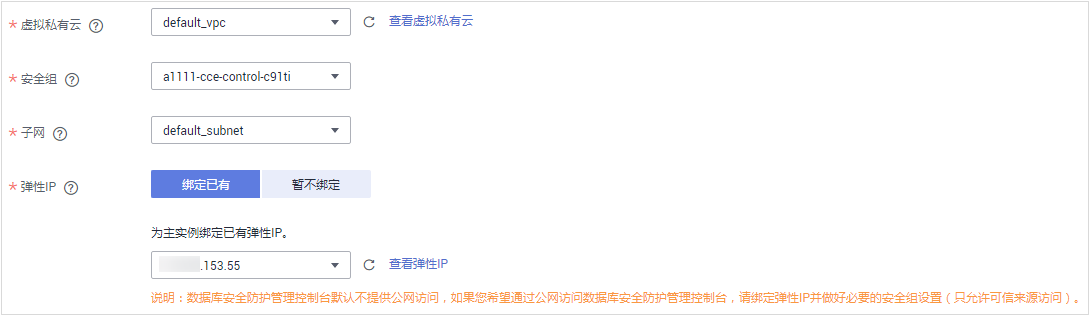 * 虚拟私有云 ? default_vpc 查看虚拟私有云
* 安全组 ? a1111-cce-control-c91ti
* 子网 ? default_subnet
* 弹性IP ? 绑定已有 暂不绑定
为主实例绑定已有弹性IP。
.153.55 查看弹性IP
说明：数据库安全防护管理控制台默认不提供公网访问，如果您希望通过公网访问数据库安全防护管理控制台，请绑定弹性IP并做好必要的安全组设置（只允许可信来源访问）。